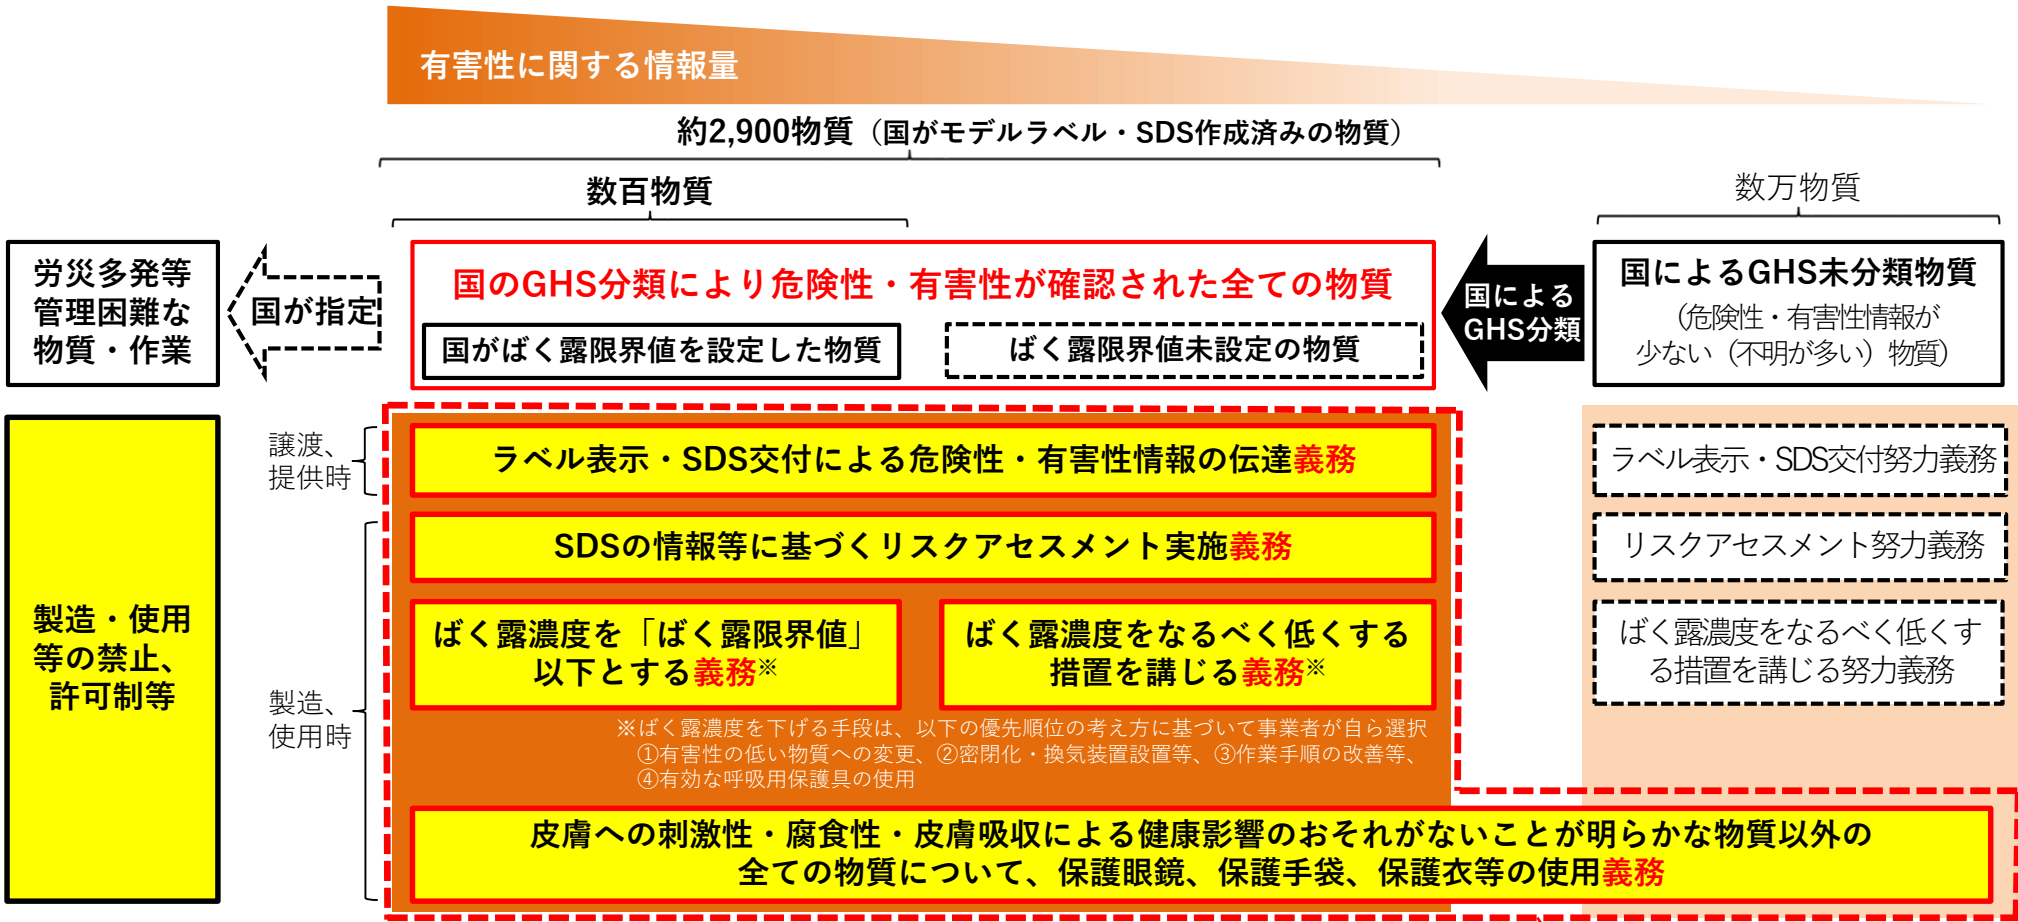 有害性に関する情報量
約2,900物質（国がモデルラベル・SDS作成済みの物質）
数百物質
数万物質
労災多発等
管理困難な
物質・作業
国が指定
国のGHS分類により危険性・有害性が確認された全ての物質
国がばく露限界値を設定した物質
ばく露限界値未設定の物質
国による
GHS分類
国によるGHS未分類物質
（危険性・有害性情報が
少ない（不明が多い）物質）
製造・使用
等の禁止、
許可制等
譲渡、
提供時
ラベル表示・SDS交付による危険性・有害性情報の伝達義務
ラベル表示・SDS交付努力義務
製造、
使用時
SDSの情報等に基づくリスクアセスメント実施義務
リスクアセスメント努力義務
ばく露濃度を「ばく露限界値」
以下とする義務※
ばく露濃度をなるべく低くする
措置を講じる義務※
ばく露濃度をなるべく低くす
る措置を講じる努力義務
※ばく露濃度を下げる手段は、以下の優先順位の考え方に基づいて事業者が自ら選択
①有害性の低い物質への変更、②密閉化・換気装置設置等、③作業手順の改善等、
④有効な呼吸用保護具の使用
皮膚への刺激性・腐食性・皮膚吸収による健康影響のおそれがないことが明らかな物質以外の
全ての物質について、保護眼鏡、保護手袋、保護衣等の使用義務